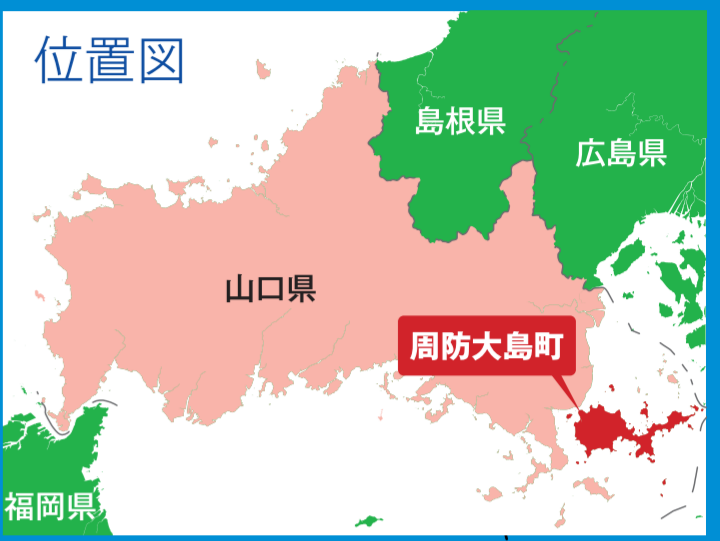 位置図
島根県
広島県
山口県
周防大島町
福岡県